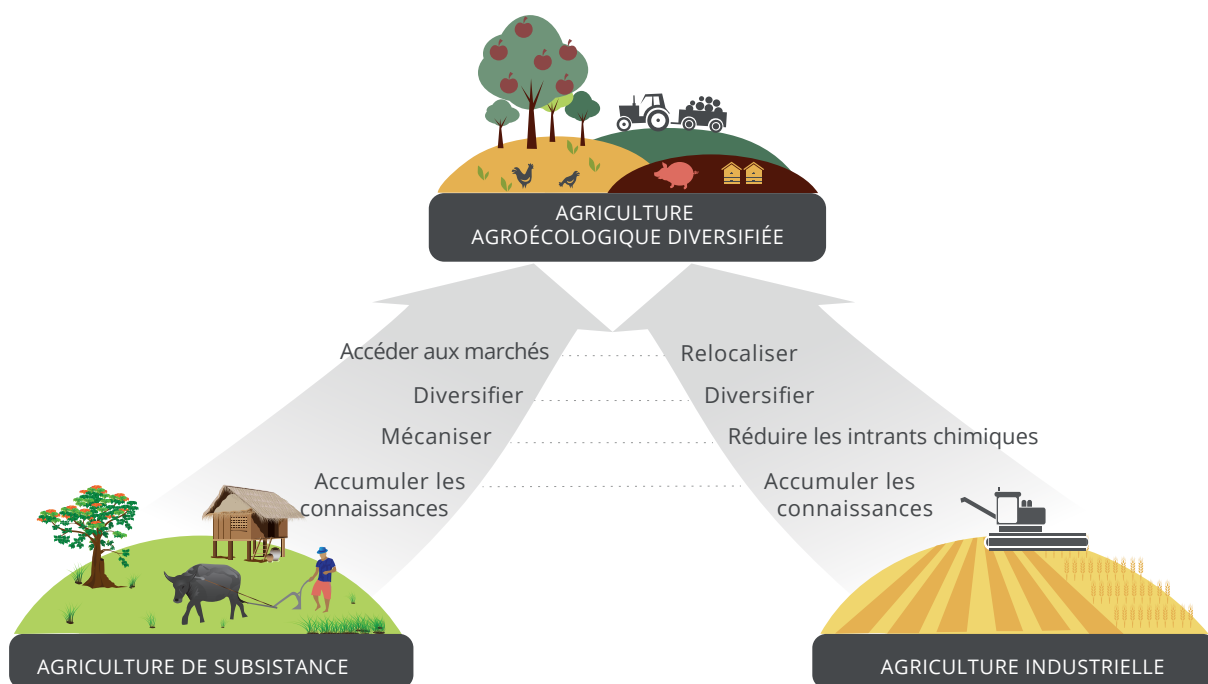 AGRICULTURE
AGROÉCOLOGIQUE DIVERSIFIÉE
Accéder aux marchés
Relocaliser
Diversifier
Diversifier
Mécaniser
Réduire les intrants chimiques
Accumuler les
connaissances
Accumuler les
connaissances
AGRICULTURE DE SUBSISTANCE
AGRICULTURE INDUSTRIELLE